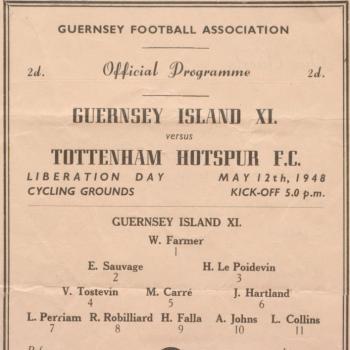 GUERNSEY FOOTBALL ASSOCIATION
2d. Official Programme 2d.
GUERNSEY ISLAND XI.
versus
TOTTENHAM HOTSPUR F.C.
LIBERATION DAY MAY 12th, 1948
CYCLING GROUNDS KICK-OFF 5.0 p.m.
GUERNSEY ISLAND XI.
W. Farmer
1
E. Sauvage H. Le Poidevin
2 3
V. Tostevin M. Carré J. Hartland
4 5 6
L. Perriam R. Robilliard H. Falla A. Johns L. Collins
7 8 9 10 11